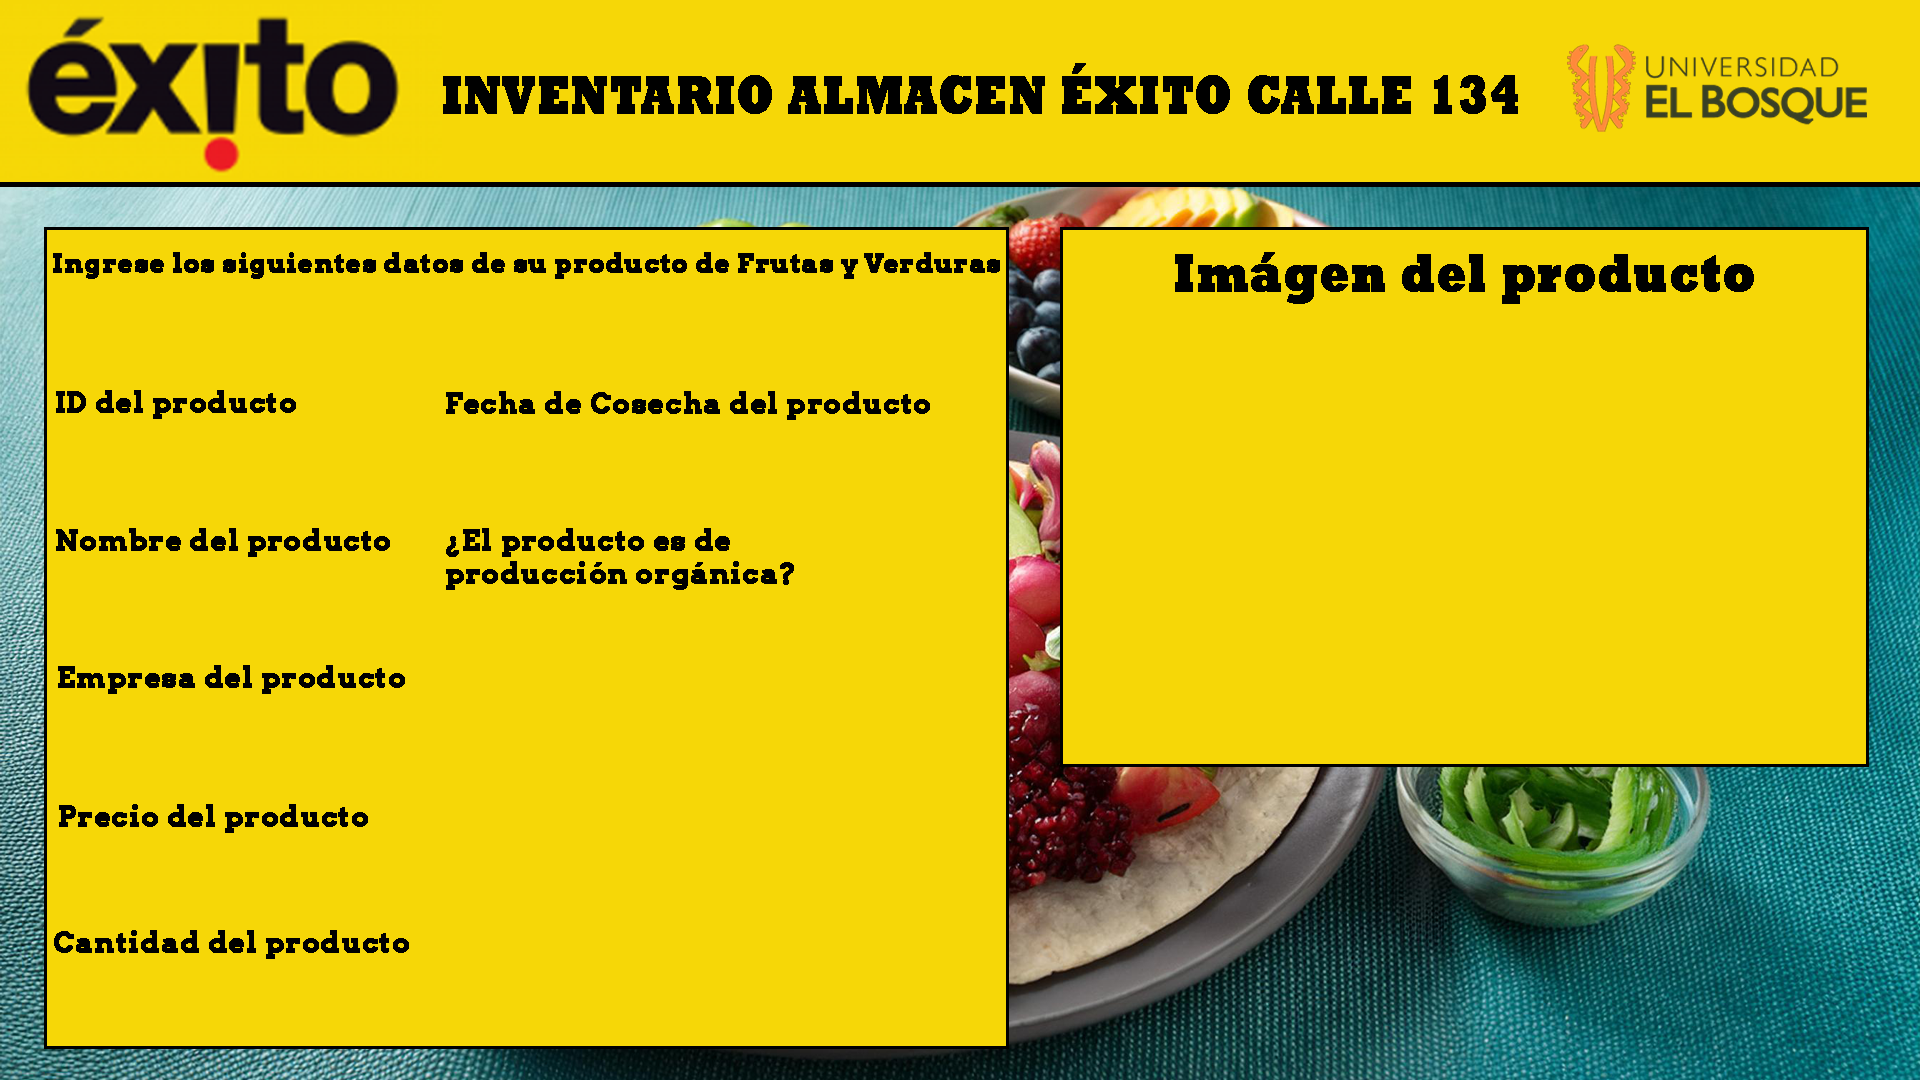 éxito
INVENTARIO ALMACEN ÉXITO CALLE 134
UNIVERSIDAD
EL BOSQUE
Ingrese los siguientes datos de su producto de Frutas y Verduras
ID del producto
Fecha de Cosecha del producto
Nombre del producto
¿El producto es de
producción orgánica?
Empresa del producto
Precio del producto
Cantidad del producto
Imágen del producto